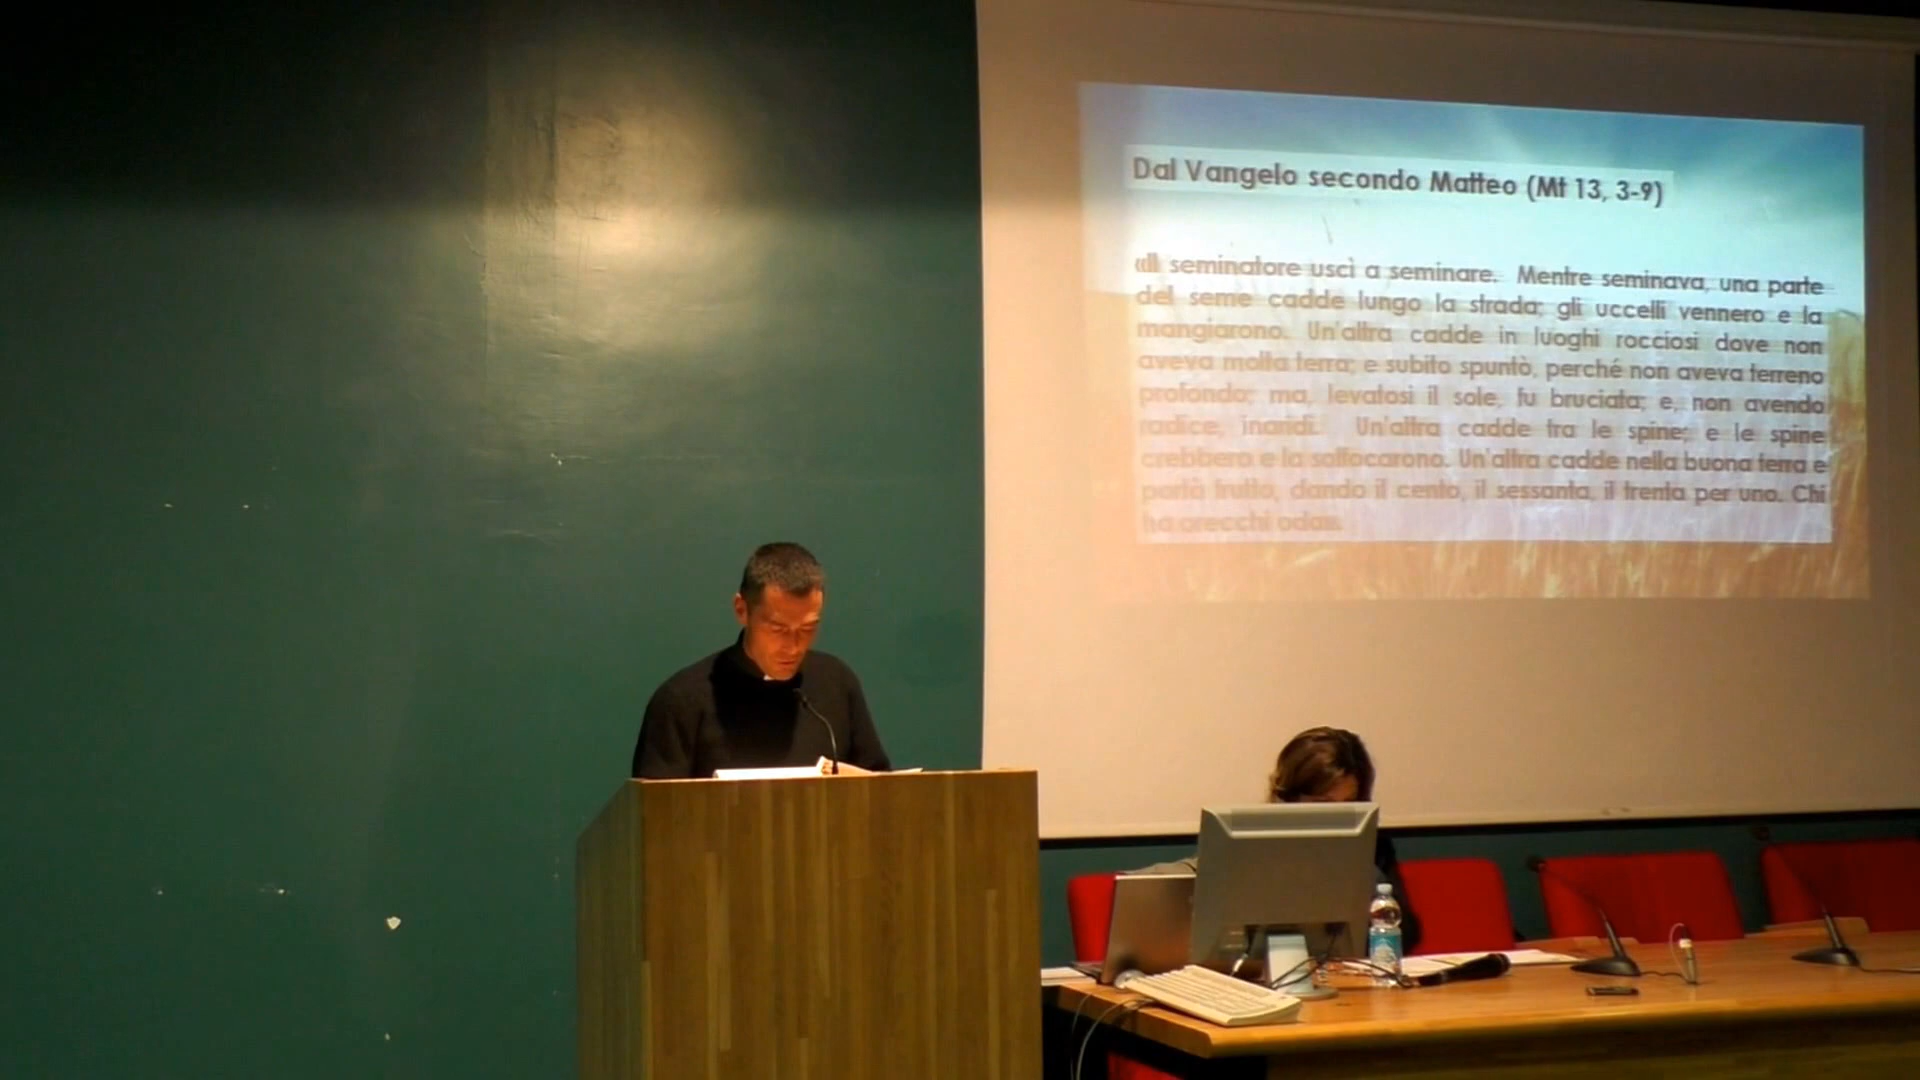 Dal Vangelo secondo Matteo (Mt 13, 3-9)
«Il seminatore uscì a seminare. Mentre seminava, una parte
del seme cadde lungo la strada; gli uccelli vennero e la
mangiarono. Un'altra cadde in luoghi rocciosi dove non
aveva molta terra; e subito spuntò, perché non aveva terreno
profondo; ma, levatosi il sole, fu bruciata; e, non avendo
radice, inaridì. Un'altra cadde tra le spine; e le spine
crebbero e la soffocarono. Un'altra cadde nella buona terra e
portò frutto, dando il cento, il sessanta, il trenta per uno. Chi
ha orecchi oda».